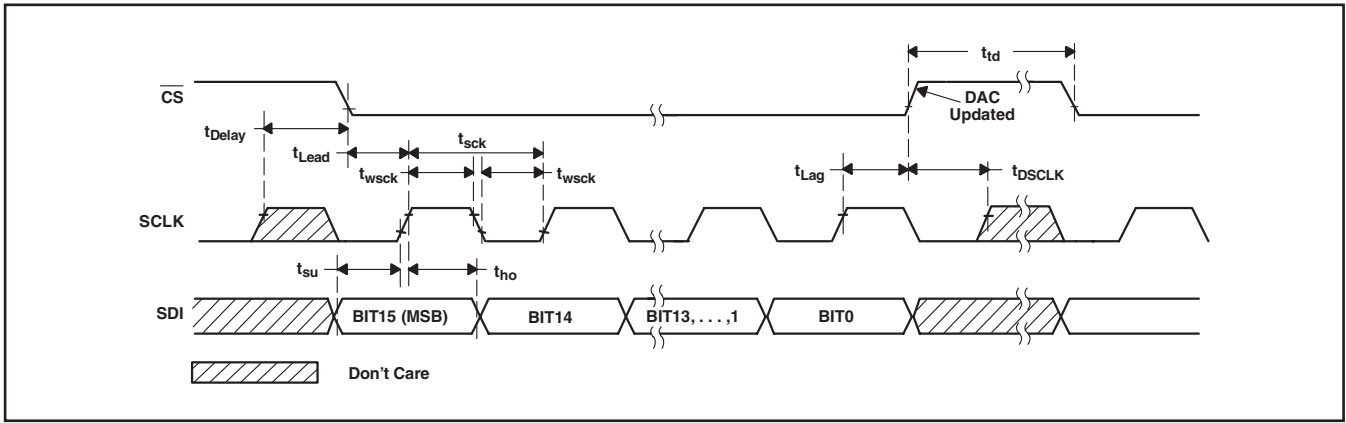 t_td
CS
DAC
Updated
t_Delay
t_Lead
t_sck
t_wsck
t_wsck
t_Lag
t_DSCLK
SCLK
t_su
t_ho
SDI
BIT15 (MSB)
BIT14
BIT13, . . . ,1
BIT0
Don't Care